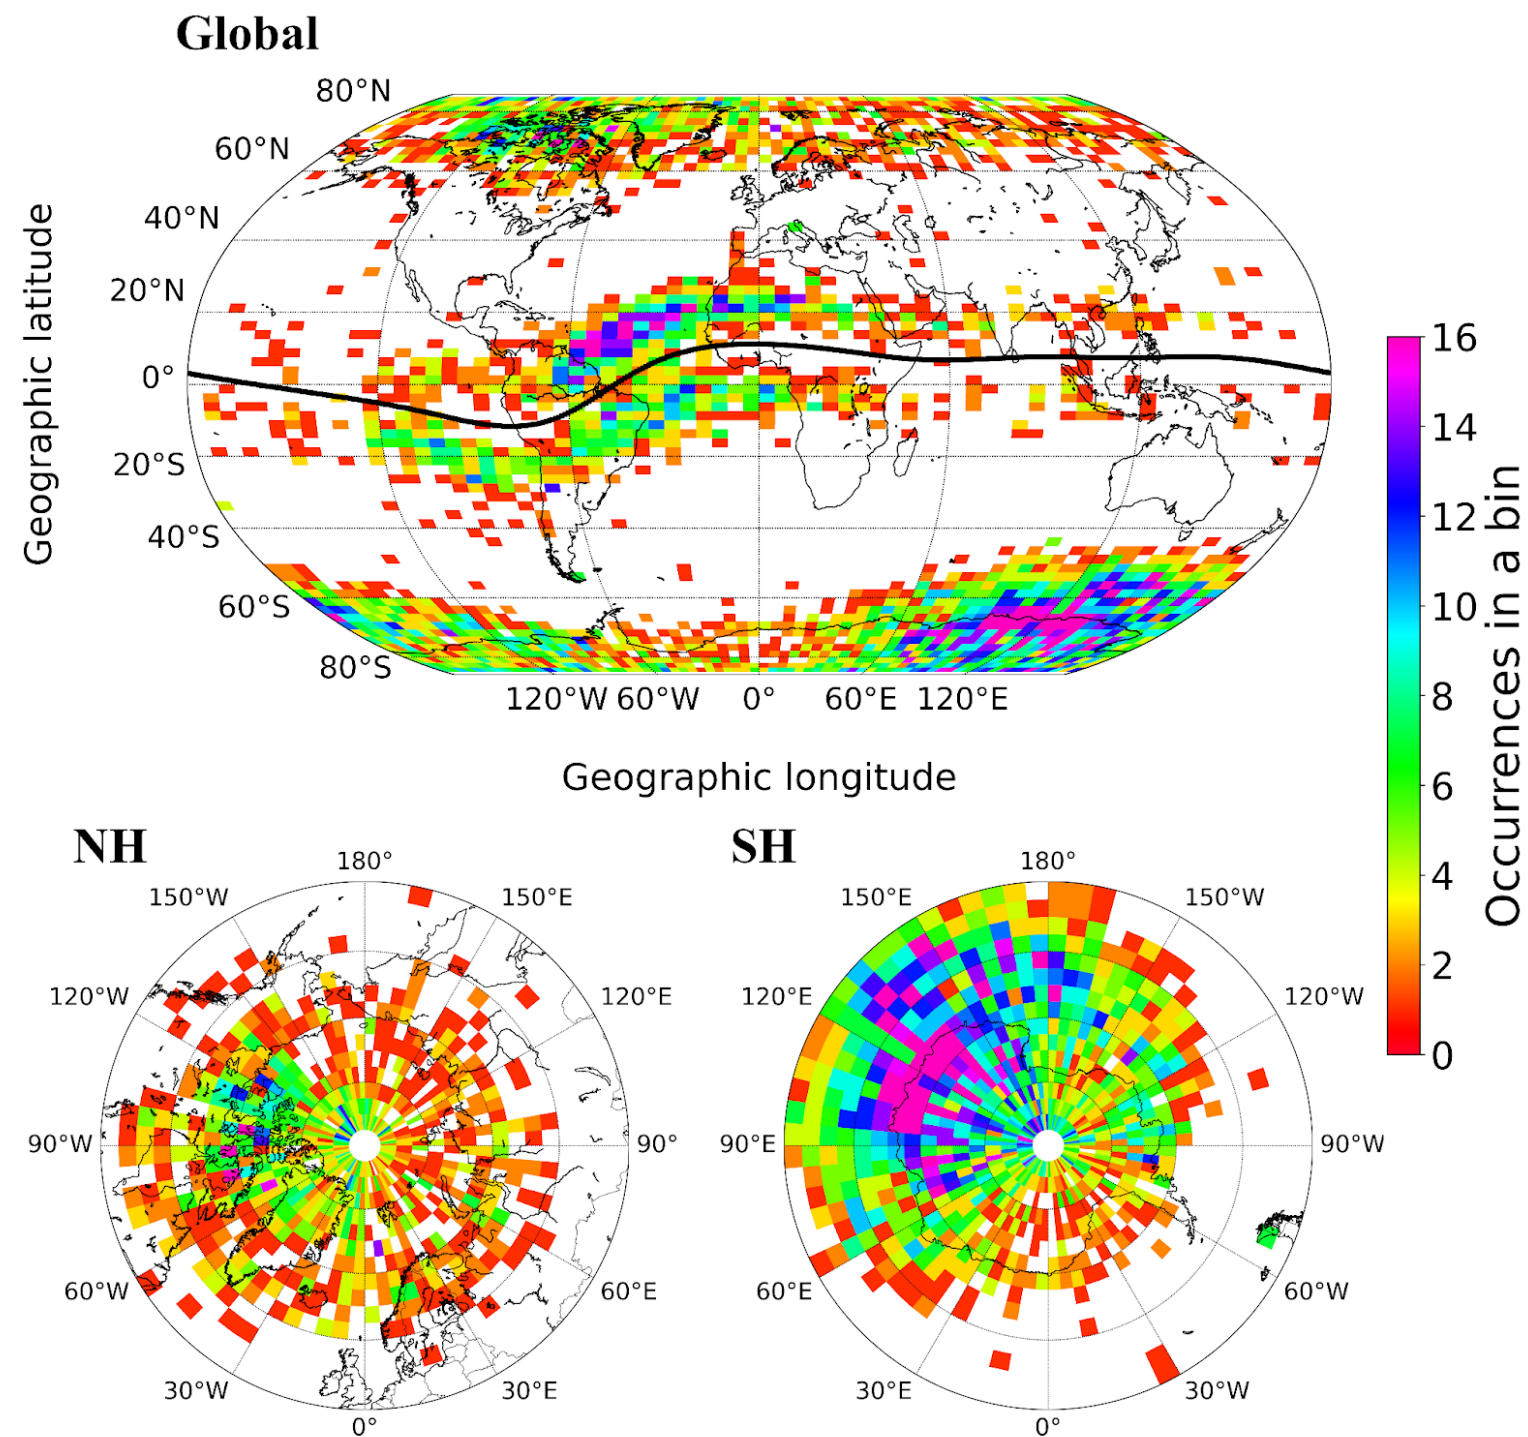 Global
80°N
60°N
40°N
20°N
0°
20°S
40°S
60°S
80°S
Geographic latitude
120°W 60°W 0° 60°E 120°E
Geographic longitude
16
14
12
10
8
6
4
2
0
Occurrences in a bin
NH
180°
150°W 150°E
120°W 120°E
90°W 90°
60°W 60°E
30°W 30°E
0°
SH
180°
150°E 150°W
120°E 120°W
90°E 90°W
60°E 60°W
30°E 30°W
0°